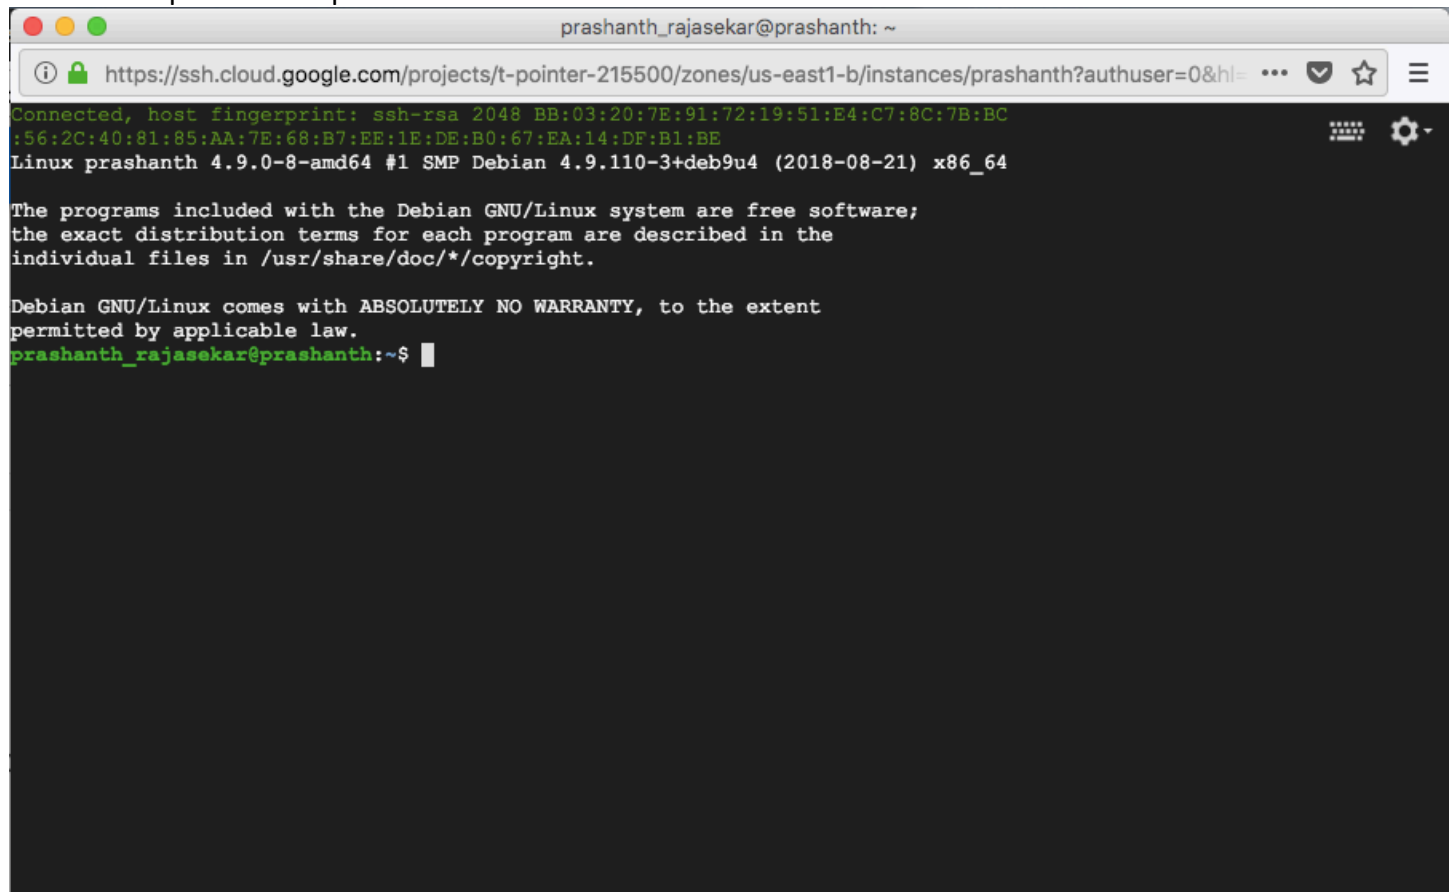 prashanth_rajasekar@prashanth: ~
https://ssh.cloud.google.com/projects/t-pointer-215500/zones/us-east1-b/instances/prashanth?authuser=0&hl=
Connected, host fingerprint: ssh-rsa 2048 BB:03:20:7E:91:72:19:51:E4:C7:8C:7B:BC
:56:2C:40:81:85:AA:7E:68:B7:EE:1E:DE:B0:67:EA:14:DF:B1:BE
Linux prashanth 4.9.0-8-amd64 #1 SMP Debian 4.9.110-3+deb9u4 (2018-08-21) x86_64
The programs included with the Debian GNU/Linux system are free software;
the exact distribution terms for each program are described in the
individual files in /usr/share/doc/*/copyright.
Debian GNU/Linux comes with ABSOLUTELY NO WARRANTY, to the extent
permitted by applicable law.
prashanth_rajasekar@prashanth:~$